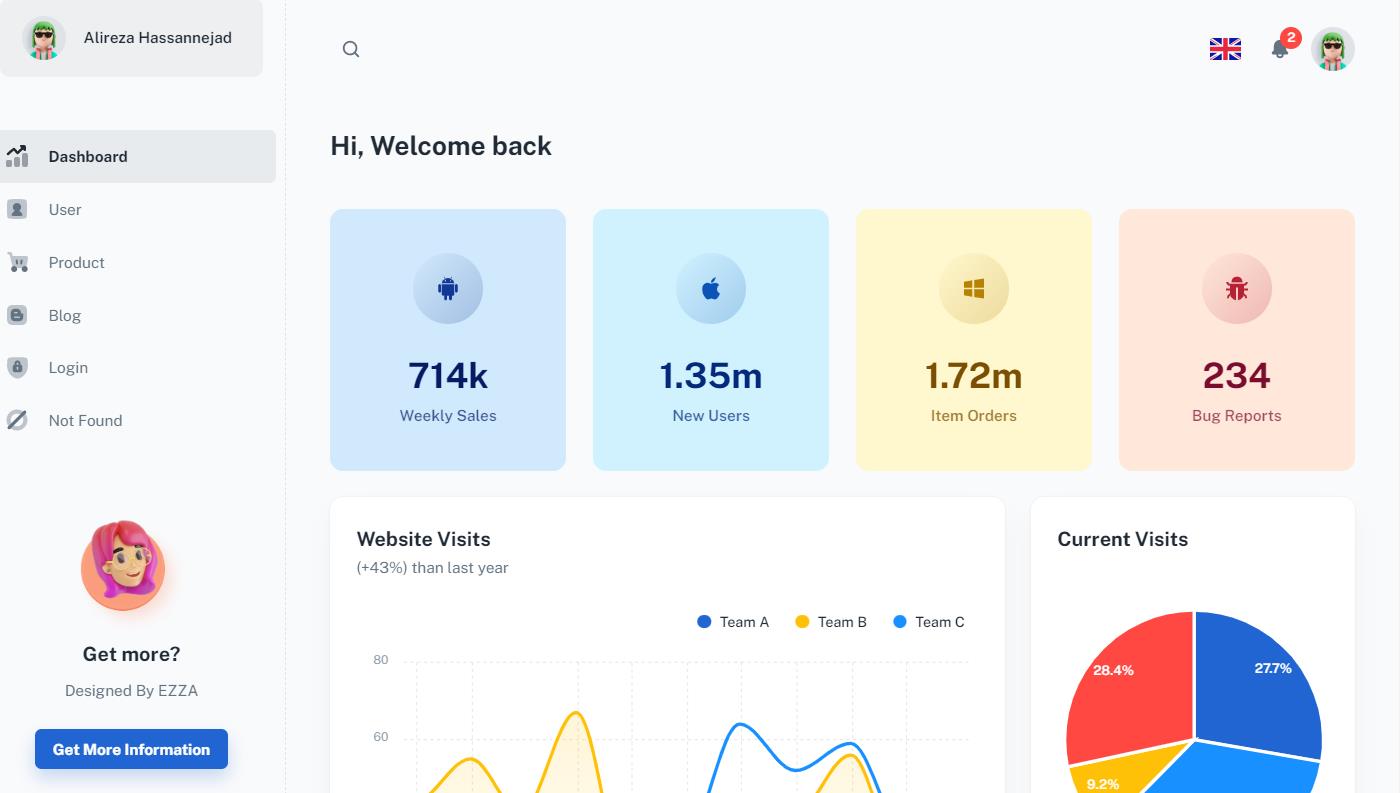 Alireza Hassannejad
2
Dashboard
User
Product
Blog
Login
Not Found
Get more?
Designed By EZZA
Get More Information
Hi, Welcome back
714k
Weekly Sales
1.35m
New Users
1.72m
Item Orders
234
Bug Reports
Website Visits
(+43%) than last year
Team A
Team B
Team C
80
60
Current Visits
28.4%
27.7%
9.2%